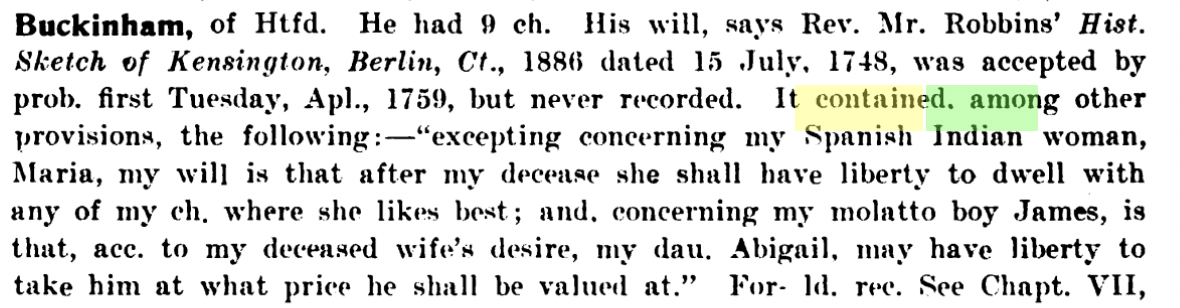 Buckinham, of Htfd. He had 9 ch. His will, says Rev. Mr. Robbins' Hist.
Sketch of Kensington, Berlin, Ct., 1886 dated 15 July, 1748, was accepted by
prob. first Tuesday, Apl., 1759, but never recorded. It contained, among other
provisions, the following:—"excepting concerning my Spanish Indian woman,
Maria, my will is that after my decease she shall have liberty to dwell with
any of my ch. where she likes best; and, concerning my molatto boy James, is
that, acc. to my deceased wife's desire, my dau. Abigail, may have liberty to
take him at what price he shall be valued at." For- ld. rec. See Chapt. VII,